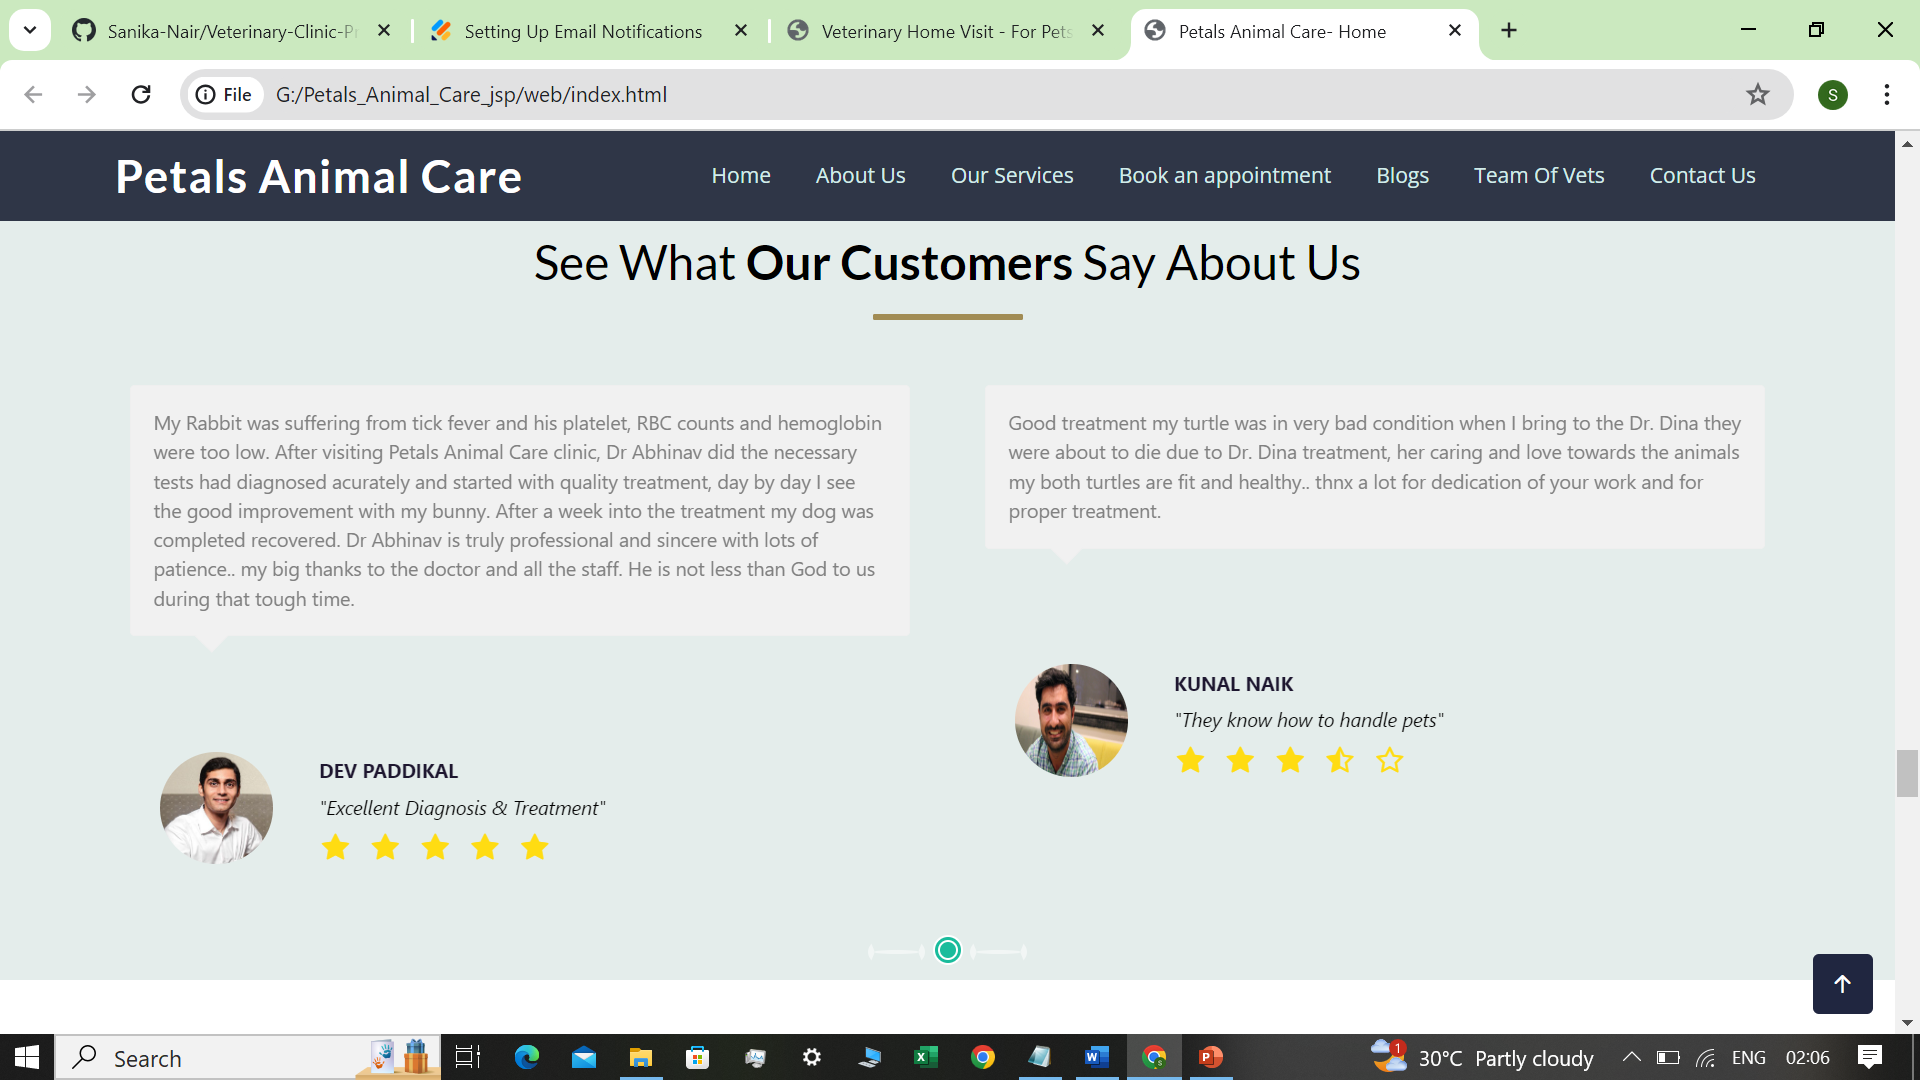 Sanika-Nair/Veterinary-Clinic-Pr
Setting Up Email Notifications
Veterinary Home Visit - For Pets
Petals Animal Care- Home
File
G:/Petals_Animal_Care_jsp/web/index.html
S
Petals Animal Care
Home
About Us
Our Services
Book an appointment
Blogs
Team Of Vets
Contact Us
See What Our Customers Say About Us
My Rabbit was suffering from tick fever and his platelet, RBC counts and hemoglobin
were too low. After visiting Petals Animal Care clinic, Dr Abhinav did the necessary
tests had diagnosed acurately and started with quality treatment, day by day I see
the good improvement with my bunny. After a week into the treatment my dog was
completed recovered. Dr Abhinav is truly professional and sincere with lots of
patience.. my big thanks to the doctor and all the staff. He is not less than God to us
during that tough time.
DEV PADDIKAL
"Excellent Diagnosis & Treatment"
Good treatment my turtle was in very bad condition when I bring to the Dr. Dina they
were about to die due to Dr. Dina treatment, her caring and love towards the animals
my both turtles are fit and healthy.. thnx a lot for dedication of your work and for
proper treatment.
KUNAL NAIK
"They know how to handle pets"
Search
1
30°C Partly cloudy
ENG
02:06